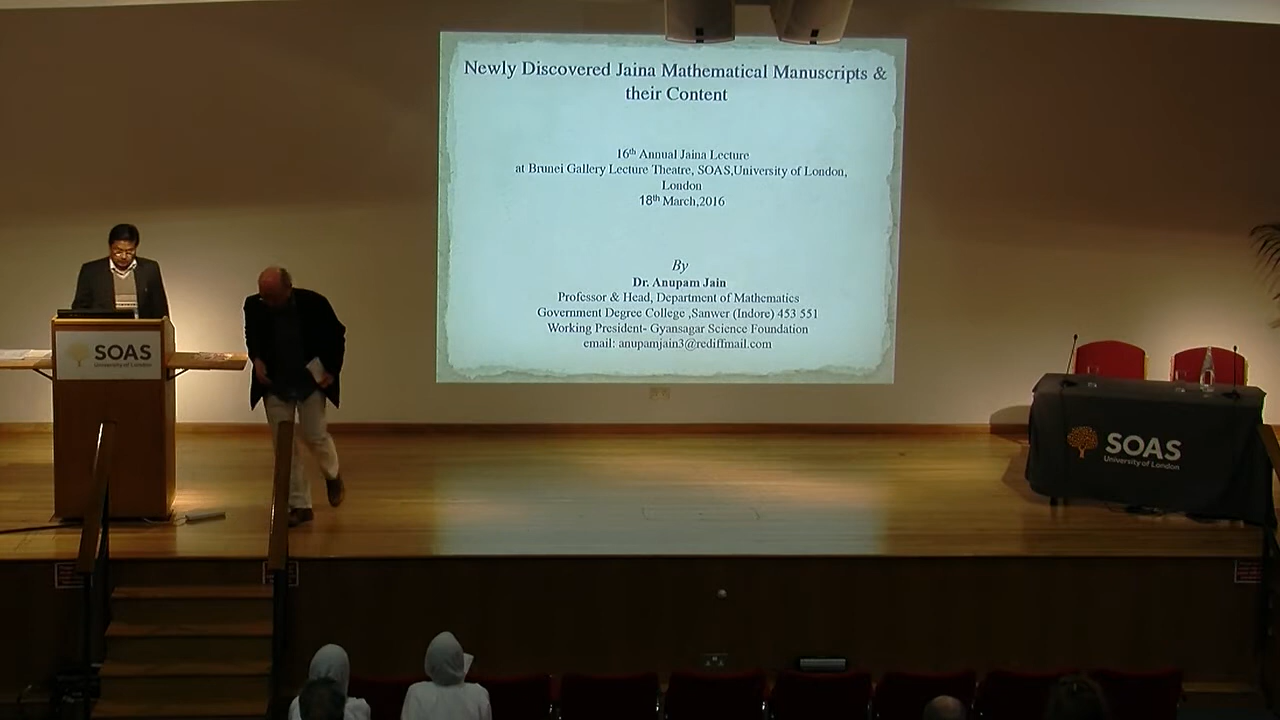 Newly Discovered Jaina Mathematical Manuscripts &
their Content
16th Annual Jaina Lecture
at Brunei Gallery Lecture Theatre, SOAS,University of London,
London
18th March,2016
By
Dr. Anupam Jain
Professor & Head, Department of Mathematics
Government Degree College ,Sanwer (Indore) 453 551
Working President- Gyansagar Science Foundation
email: anupamjain3@rediffmail.com
SOAS
University of London
SOAS
University of London